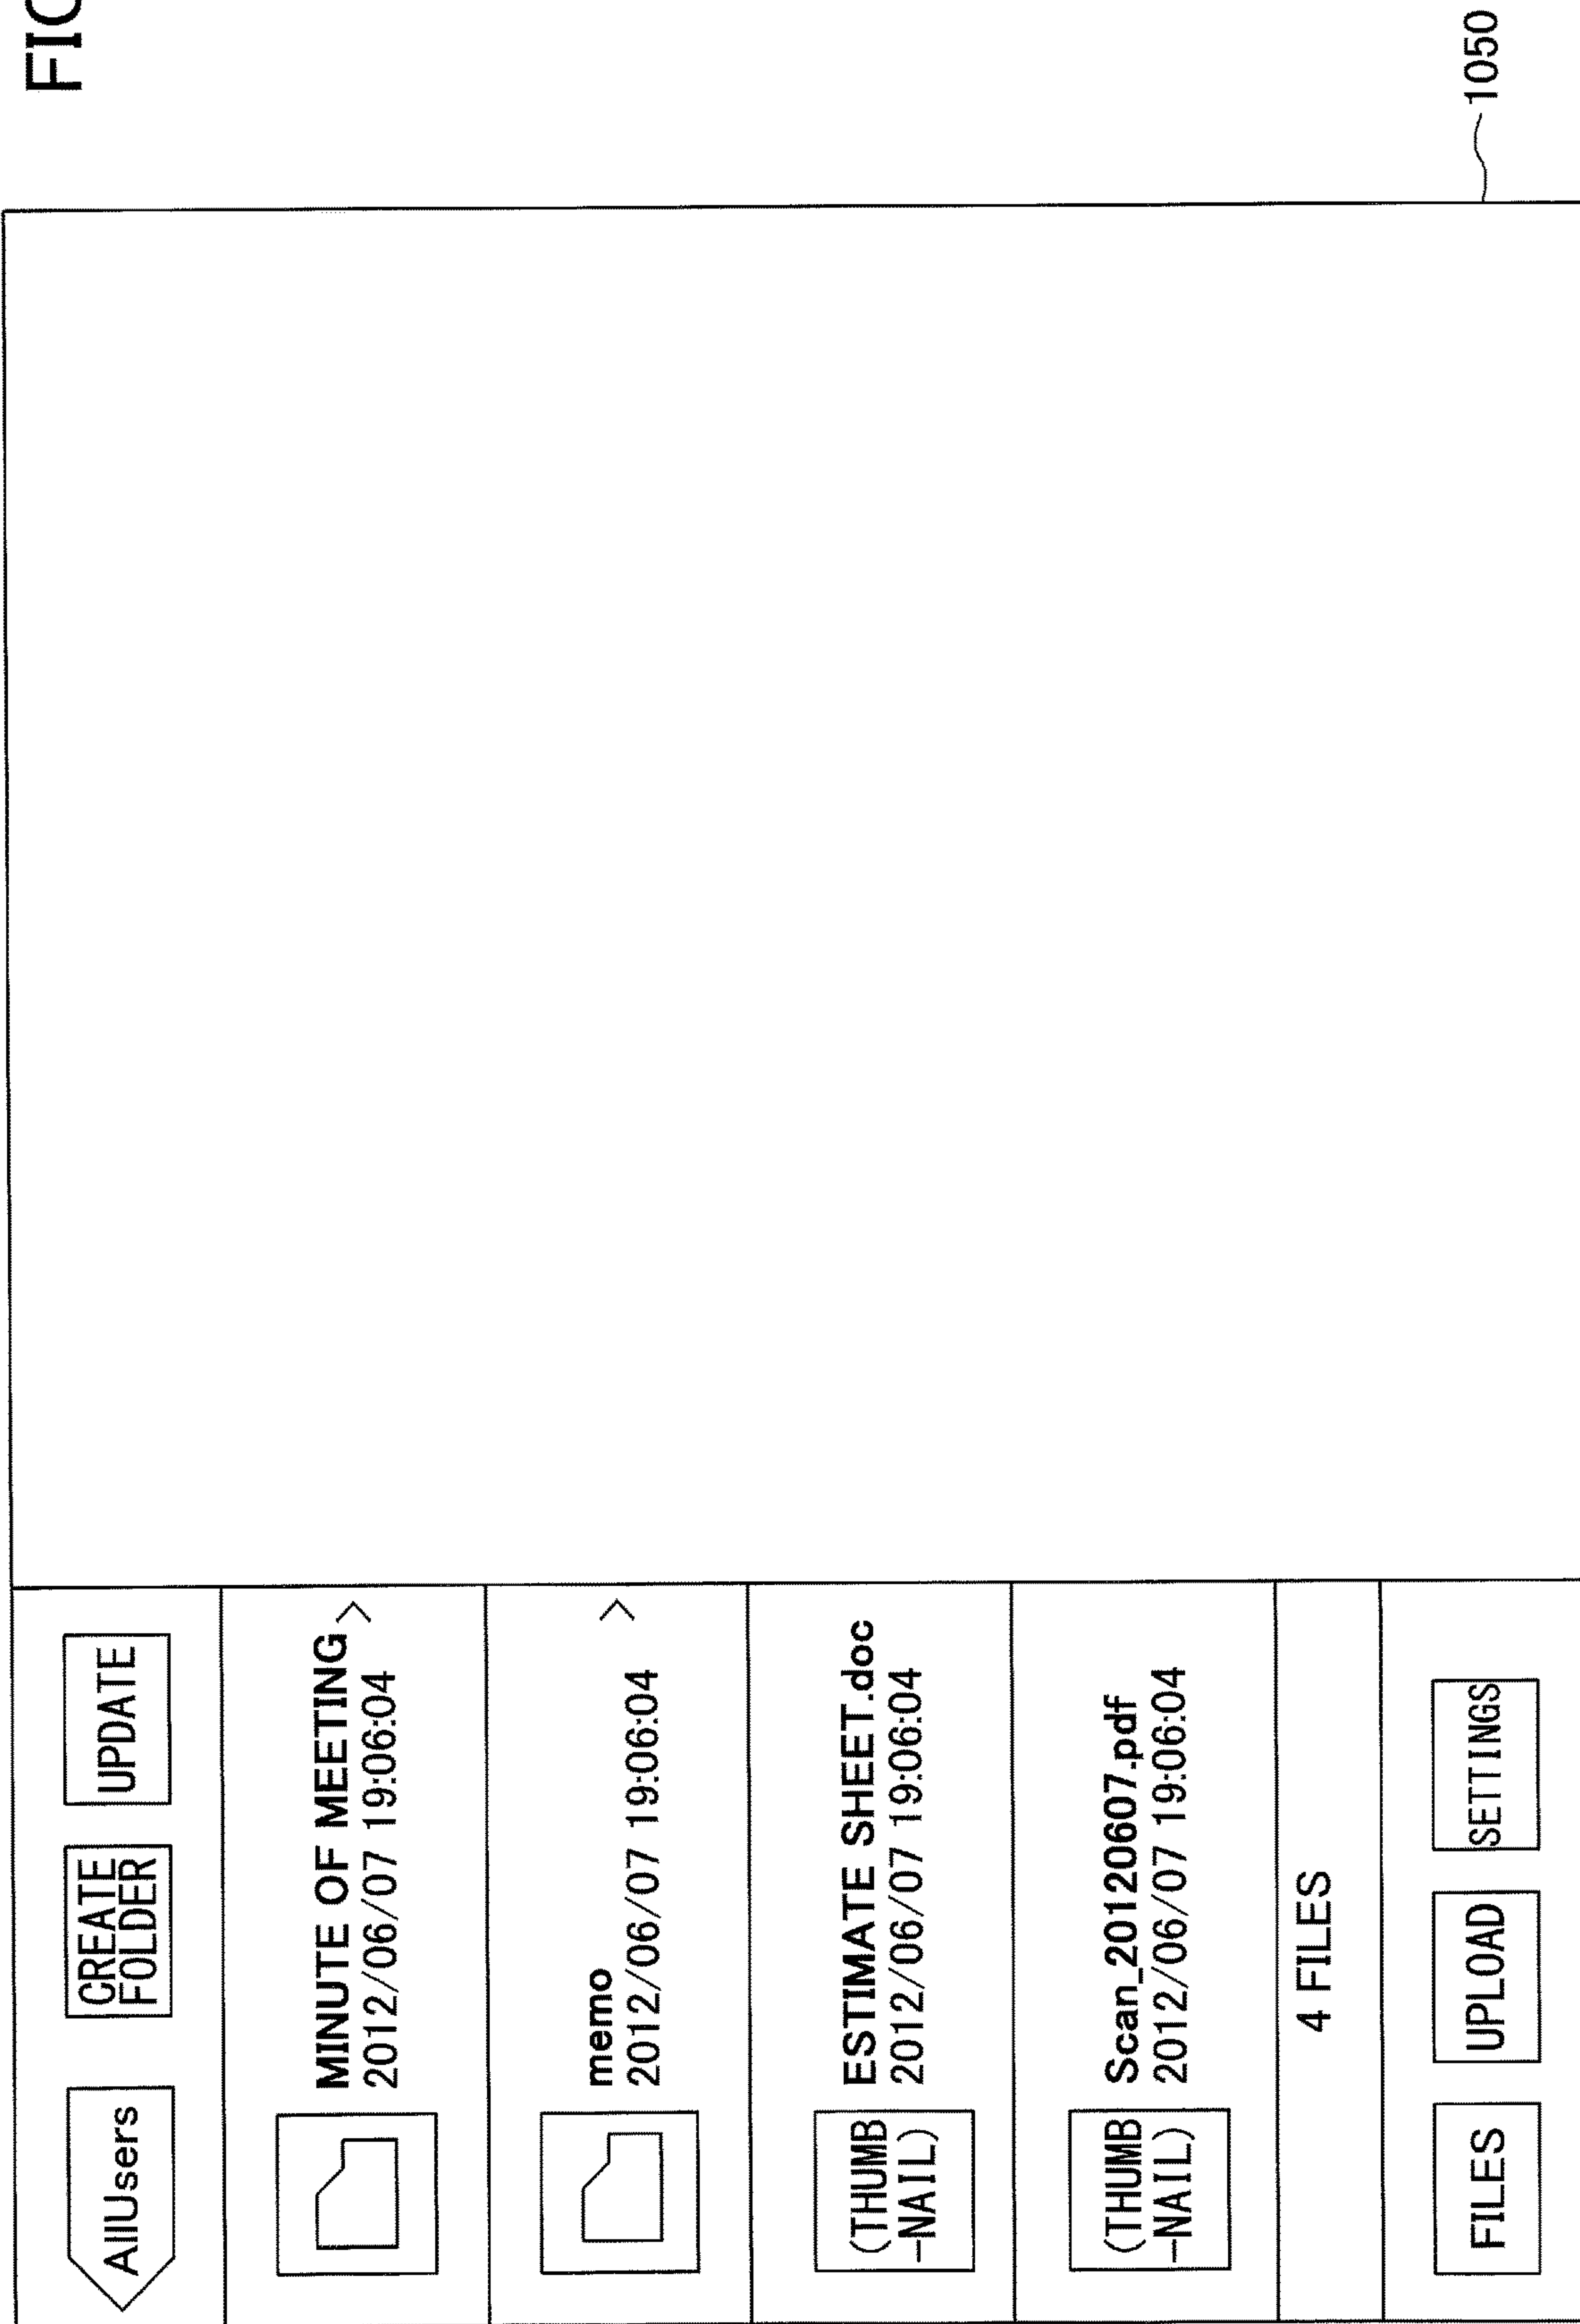 FIG
AllUsers
CREATE
FOLDER
UPDATE
MINUTE OF MEETING >
2012/06/07 19:06:04
memo >
2012/06/07 19:06:04
(THUMB
-NAIL)
ESTIMATE SHEET.doc
2012/06/07 19:06:04
(THUMB
-NAIL)
Scan_20120607.pdf
2012/06/07 19:06:04
4 FILES
FILES
UPLOAD
SETTINGS
1050